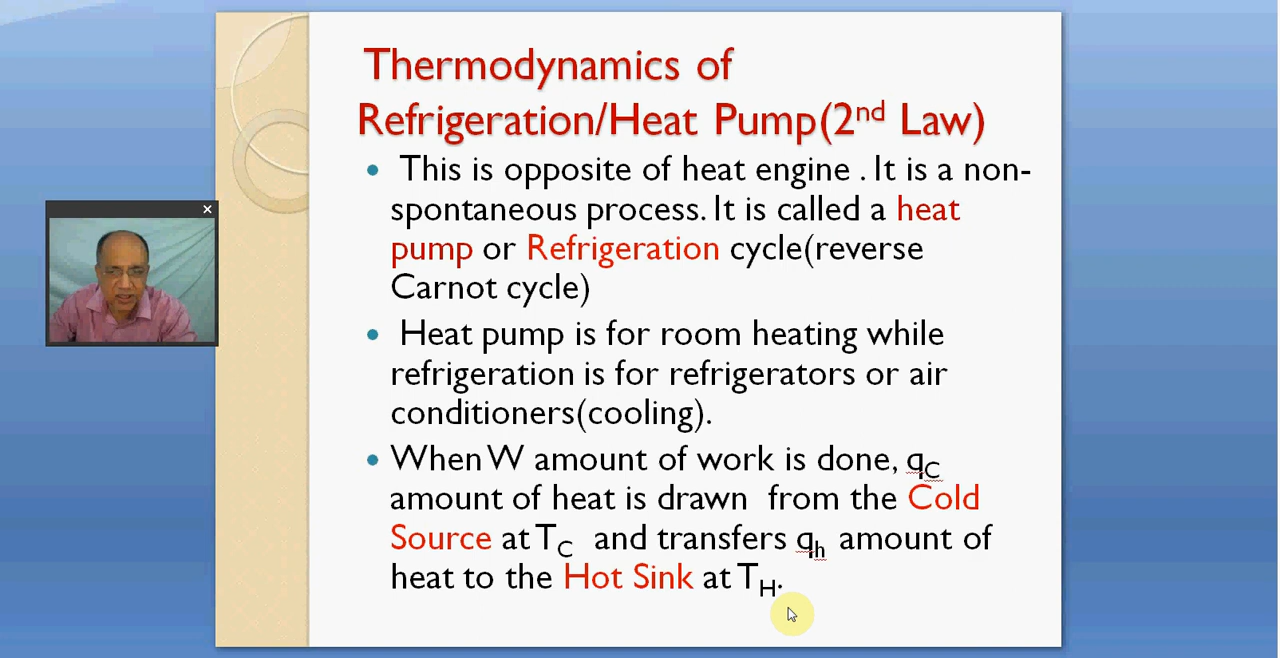 Thermodynamics of
Refrigeration/Heat Pump(2nd Law)
• This is opposite of heat engine . It is a non-
spontaneous process. It is called a heat
pump or Refrigeration cycle(reverse
Carnot cycle)
• Heat pump is for room heating while
refrigeration is for refrigerators or air
conditioners(cooling).
• When W amount of work is done, qC
amount of heat is drawn from the Cold
Source at TC and transfers qh amount of
heat to the Hot Sink at TH.